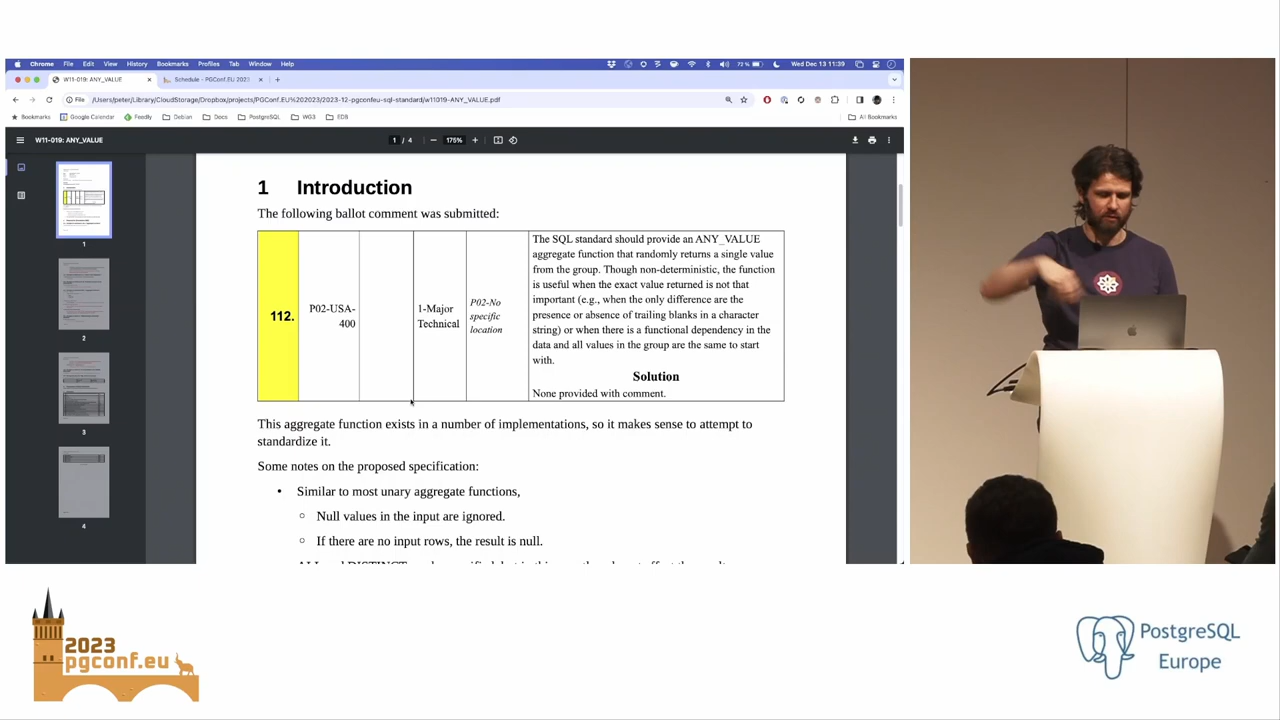 Chrome File Edit View History Bookmarks Profiles Tab Window Help
72 % Wed Dec 13 11:39
W11-019: ANY_VALUE
Schedule - PGConf.EU 2023
File /Users/peter/Library/CloudStorage/Dropbox/projects/PGConf.EU%202023/2023-12-pgconfeu-sql-standard/w11019-ANY_VALUE.pdf
Bookmarks Google Calendar Feedly Debian Docs PostgreSQL WG3 EDB All Bookmarks
W11-019: ANY_VALUE 1 / 4 175%
1
2
3
4
1 Introduction
The following ballot comment was submitted:
112.
P02-USA-
400
1-Major
Technical
P02-No
specific
location
The SQL standard should provide an ANY_VALUE
aggregate function that randomly returns a single value
from the group. Though non-deterministic, the function
is useful when the exact value returned is not that
important (e.g., when the only difference are the
presence or absence of trailing blanks in a character
string) or when there is a functional dependency in the
data and all values in the group are the same to start
with.
Solution
None provided with comment.
This aggregate function exists in a number of implementations, so it makes sense to attempt to
standardize it.
Some notes on the proposed specification:
• Similar to most unary aggregate functions,
○ Null values in the input are ignored.
○ If there are no input rows, the result is null.
2023
pgconf.eu
PostgreSQL
Europe